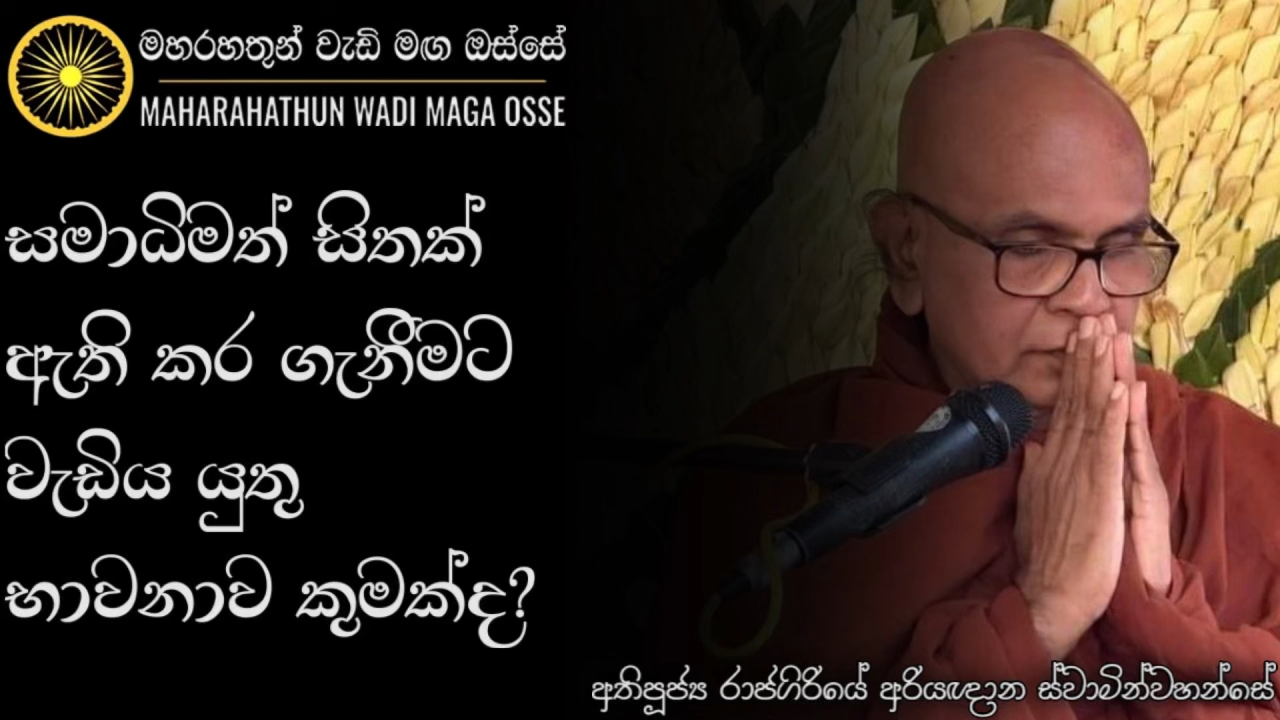 මහරහතුන් වැඩි මඟ ඔස්සේ
MAHARAHATHUN WADI MAGA OSSE
සමාධිමත් සිතක්
ඇති කර ගැනීමට
වැඩිය යුතු
භාවනාව කුමක්ද?
අතිපූජ්‍ය රාජගිරියේ අරියඥාන ස්වාමින්වහන්සේ